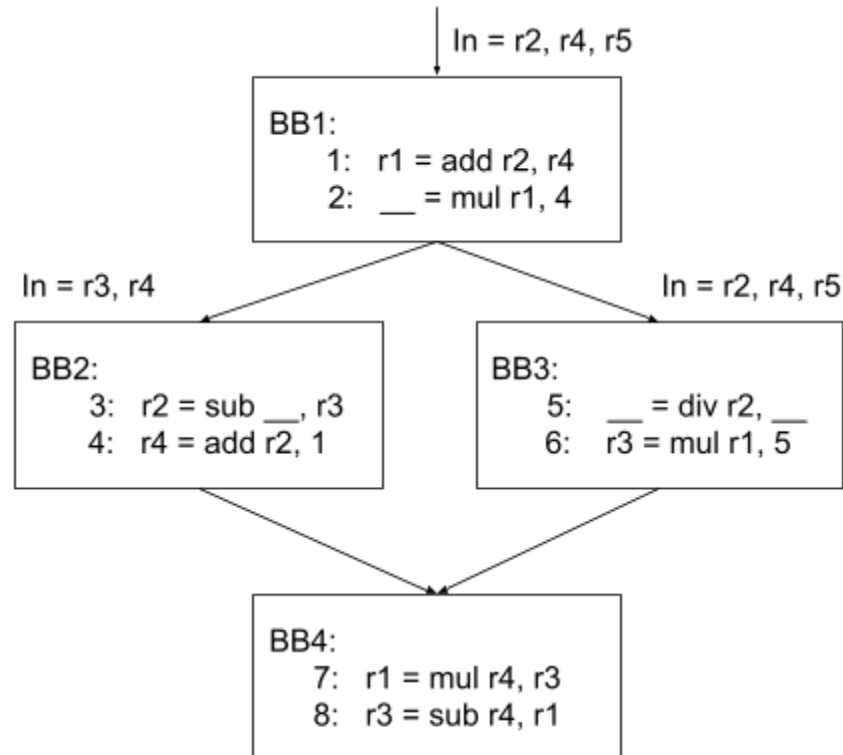 In = r2, r4, r5
BB1:
1: r1 = add r2, r4
2: __ = mul r1, 4
In = r3, r4
In = r2, r4, r5
BB2:
3: r2 = sub __, r3
4: r4 = add r2, 1
BB3:
5: __ = div r2, __
6: r3 = mul r1, 5
BB4:
7: r1 = mul r4, r3
8: r3 = sub r4, r1